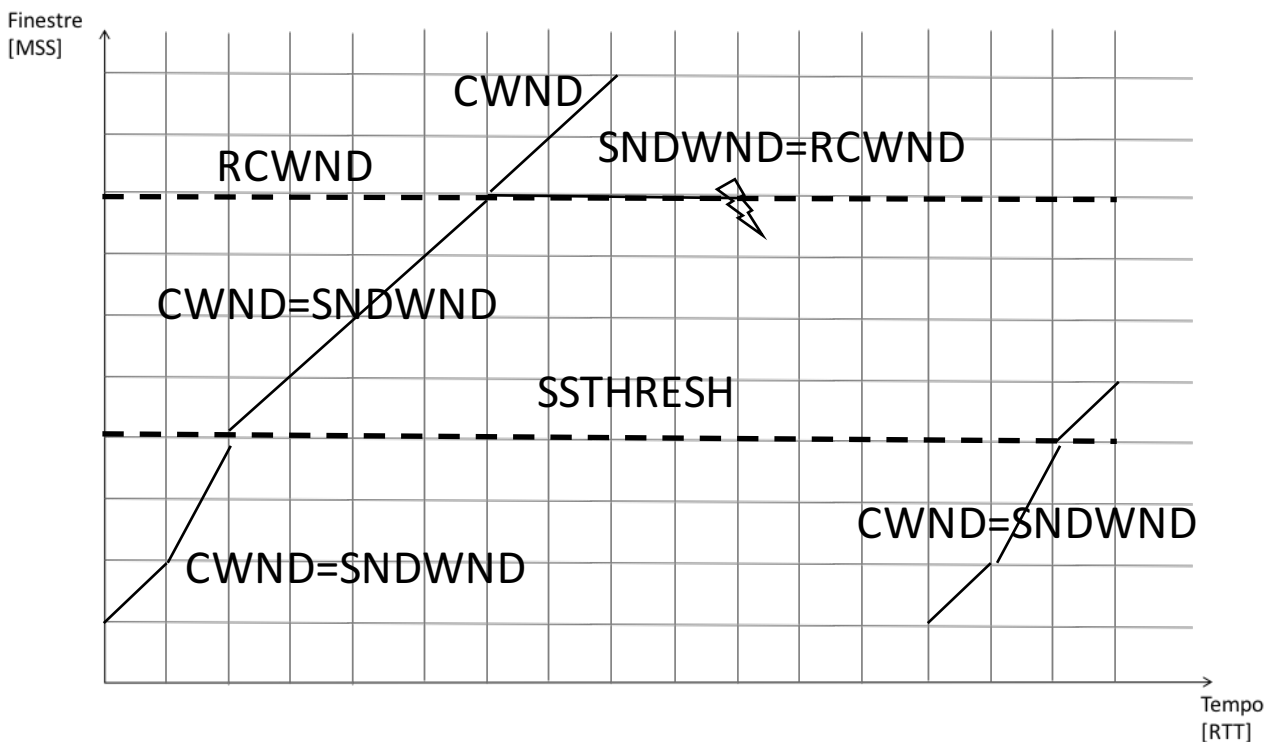 Finestre
[MSS]
CWND
SNDWND=RCWND
RCWND
CWND=SNDWND
SSTHRESH
CWND=SNDWND
CWND=SNDWND
Tempo
[RTT]